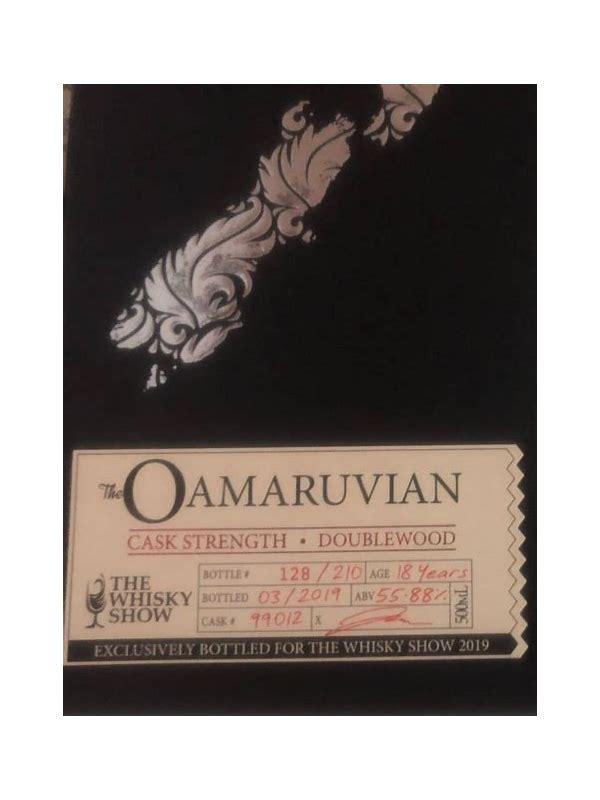 The OAMARUVIAN
CASK STRENGTH • DOUBLEWOOD
THE
WHISKY
SHOW
BOTTLE # 128/210 AGE 18 Years
BOTTLED 03/2019 ABV 55.88%
CASK # 99012 X
500ML
EXCLUSIVELY BOTTLED FOR THE WHISKY SHOW 2019